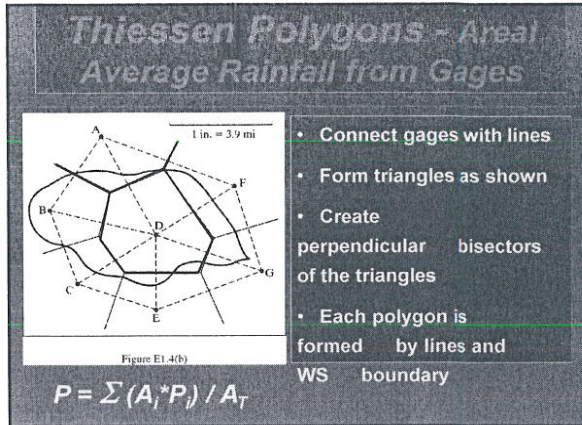 Thiessen Polygons - Areal
Average Rainfall from Gages
1 in. = 3.9 mi
A
F
B
D
G
C
E
Figure E1.4(b)
P = Σ (Ai*Pi) / AT
• Connect gages with lines
• Form triangles as shown
• Create
perpendicular bisectors
of the triangles
• Each polygon is
formed by lines and
WS boundary